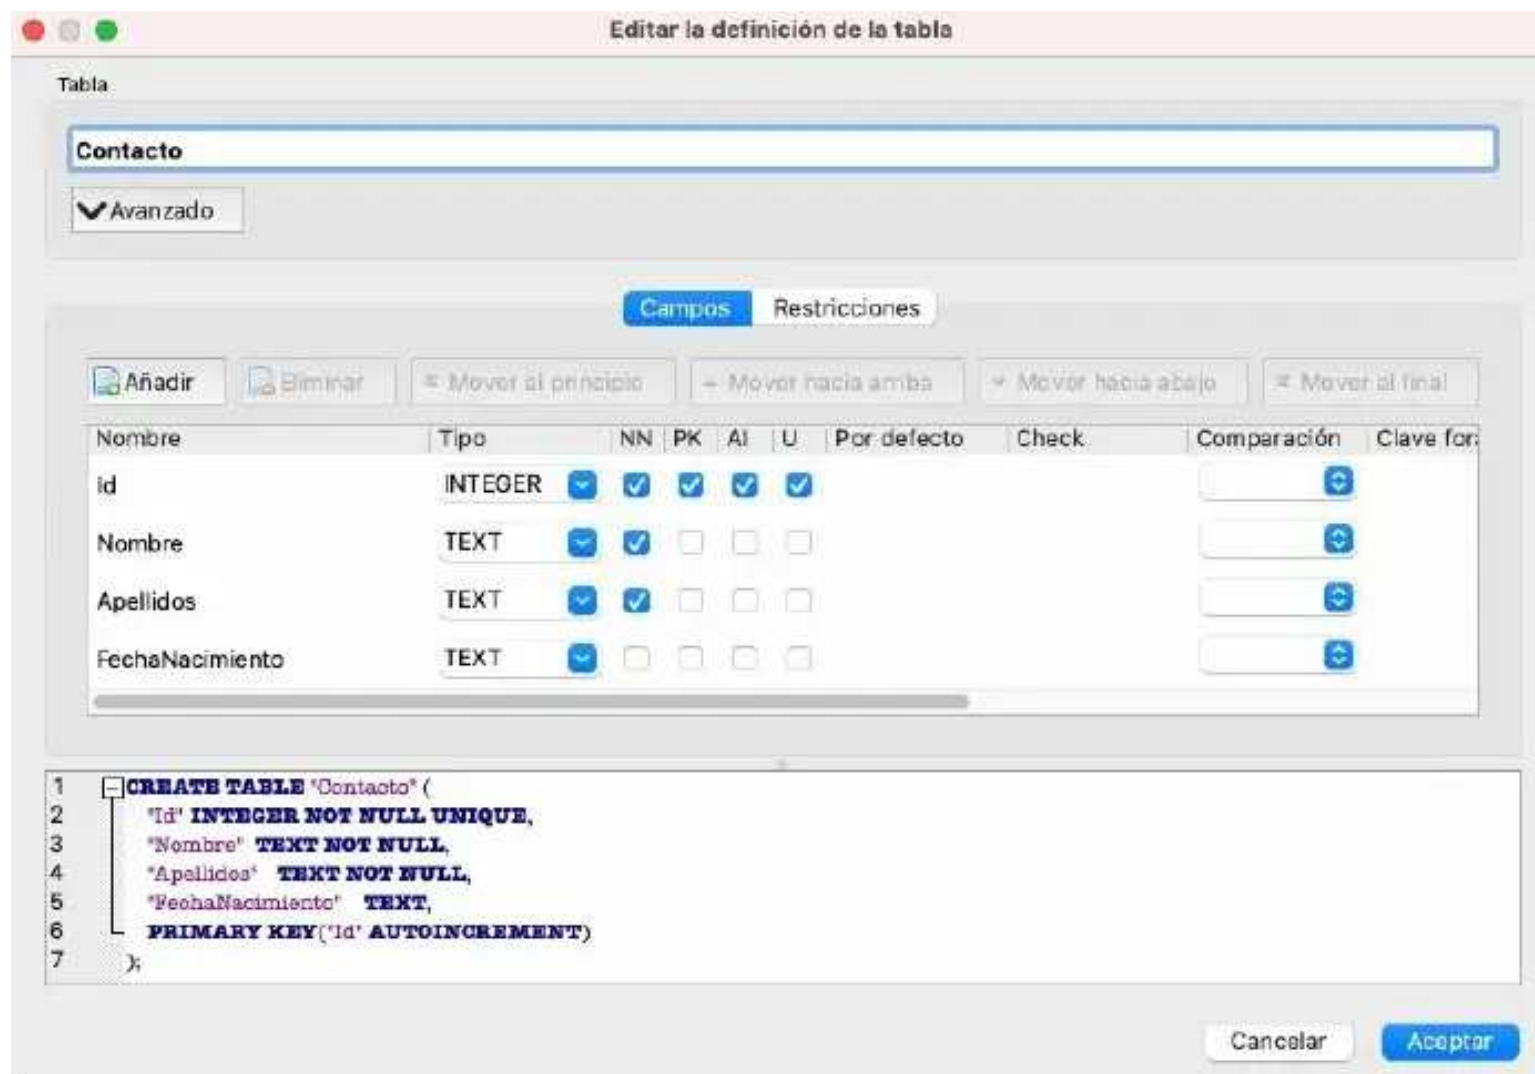 Editar la definición de la tabla
Tabla
Contacto
Avanzado
Campos Restricciones
Añadir Eliminar Mover al principio Mover hacia arriba Mover hacia abajo Mover al final
Nombre Tipo NN PK AI U Por defecto Check Comparación Clave for
Id INTEGER
Nombre TEXT
Apellidos TEXT
FechaNacimiento TEXT
1 CREATE TABLE "Contacto" (
2 "Id" INTEGER NOT NULL UNIQUE,
3 "Nombre" TEXT NOT NULL,
4 "Apellidos" TEXT NOT NULL,
5 "FechaNacimiento" TEXT,
6 PRIMARY KEY("Id" AUTOINCREMENT)
7 );
Cancelar Aceptar